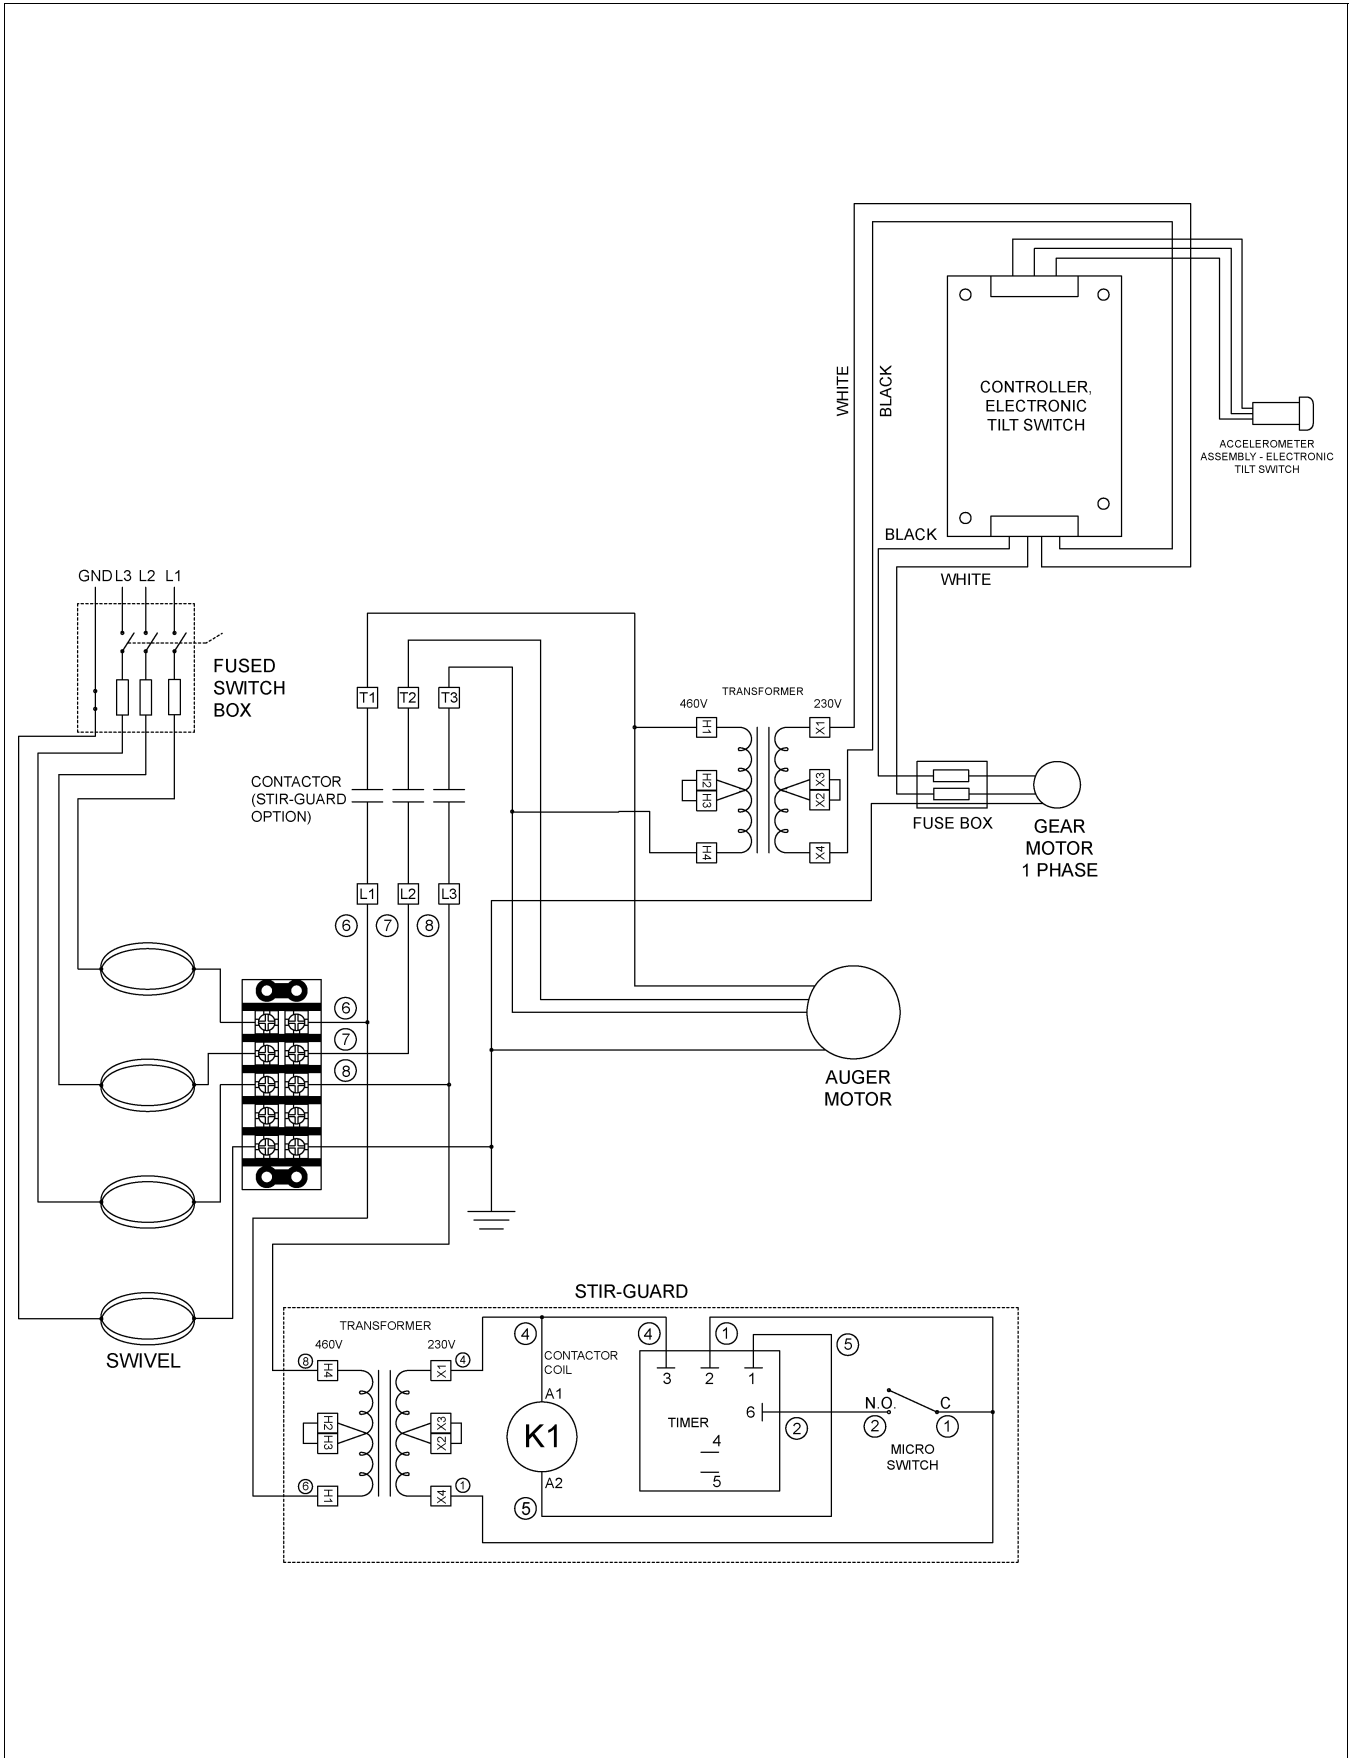 WHITE
BLACK
CONTROLLER,
ELECTRONIC
TILT SWITCH
ACCELEROMETER
ASSEMBLY - ELECTRONIC
TILT SWITCH
BLACK
WHITE
GND L3 L2 L1
FUSED
SWITCH
BOX
T1 T2 T3
TRANSFORMER
460V 230V
H1 X1
H2 X3
H3 X2
H4 X4
CONTACTOR
(STIR-GUARD
OPTION)
FUSE BOX
GEAR
MOTOR
1 PHASE
L1 L2 L3
6 7 8
6
7
8
AUGER
MOTOR
SWIVEL
STIR-GUARD
TRANSFORMER
460V 230V
8 H4 X1 4
H2 X3
H3 X2
6 H1 X4 1
4 4 1 5
CONTACTOR
COIL
A1
K1
A2
5
3 2 1
TIMER
6
4
5
2
N.O. C
2 1
MICRO
SWITCH